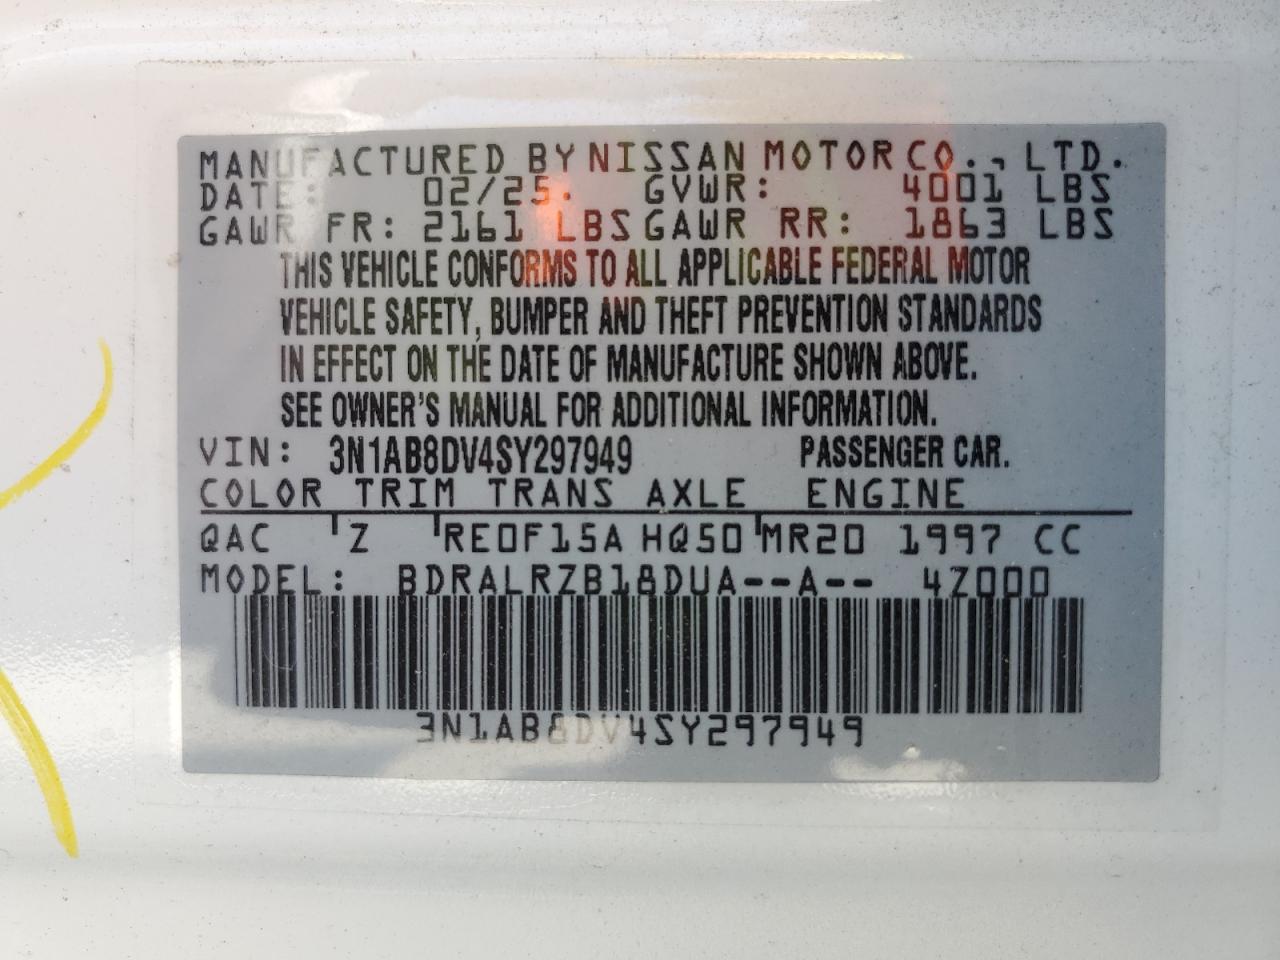 MANUFACTURED BY NISSAN MOTOR CO., LTD.
DATE: 02/25. GVWR: 4001 LBS
GAWR FR: 2161 LBS GAWR RR: 1863 LBS
THIS VEHICLE CONFORMS TO ALL APPLICABLE FEDERAL MOTOR
VEHICLE SAFETY, BUMPER AND THEFT PREVENTION STANDARDS
IN EFFECT ON THE DATE OF MANUFACTURE SHOWN ABOVE.
SEE OWNER'S MANUAL FOR ADDITIONAL INFORMATION.
VIN: 3N1AB8DV4SY297949 PASSENGER CAR.
COLOR TRIM TRANS AXLE ENGINE
QAC Z RE0F15A HQ50 MR20 1997 CC
MODEL: BDRALRZB18DUA--A-- 4Z000
3N1AB8DV4SY297949